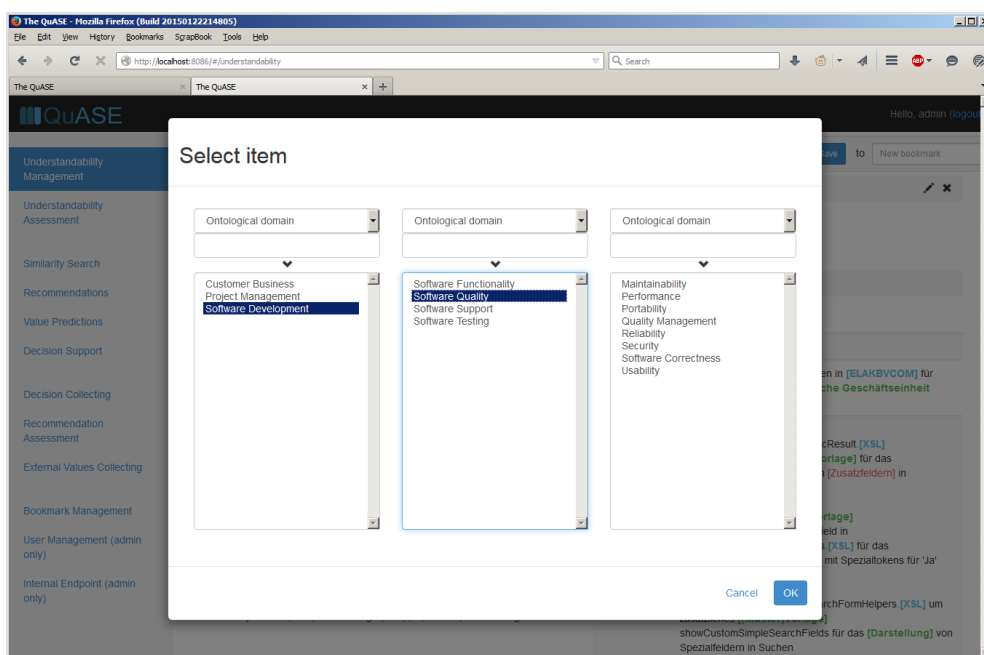 The QuASE - Mozilla Firefox (Build 20150122214805)
File Edit View History Bookmarks ScrapBook Tools Help
http://localhost:8086/#/understandability
Search
ABP
The QuASE
The QuASE
QuASE
Hello, admin (logout
Select item
to
New bookmark
Understandability
Management
Understandability
Assessment
Similarity Search
Recommendations
Value Predictions
Decision Support
Decision Collecting
Recommendation
Assessment
External Values Collecting
Bookmark Management
User Management (admin
only)
Internal Endpoint (admin
only)
Ontological domain
Customer Business
Project Management
Software Development
Ontological domain
Software Functionality
Software Quality
Software Support
Software Testing
Ontological domain
Maintainability
Performance
Portability
Quality Management
Reliability
Security
Software Correctness
Usability
Cancel
OK
en in [ELAKBVCOM] für
che Geschäftseinheit
cResult.[XSL]
orlage] für das
[Zusatzfeldern] in
rlage]
ield in
s.[XSL] für das
mit Spezialtokens für 'Ja'
rchFormHelpers.[XSL] um
showCustomSimpleSearchFields für das [Darstellung] von
Spezialfeldern in Suchen